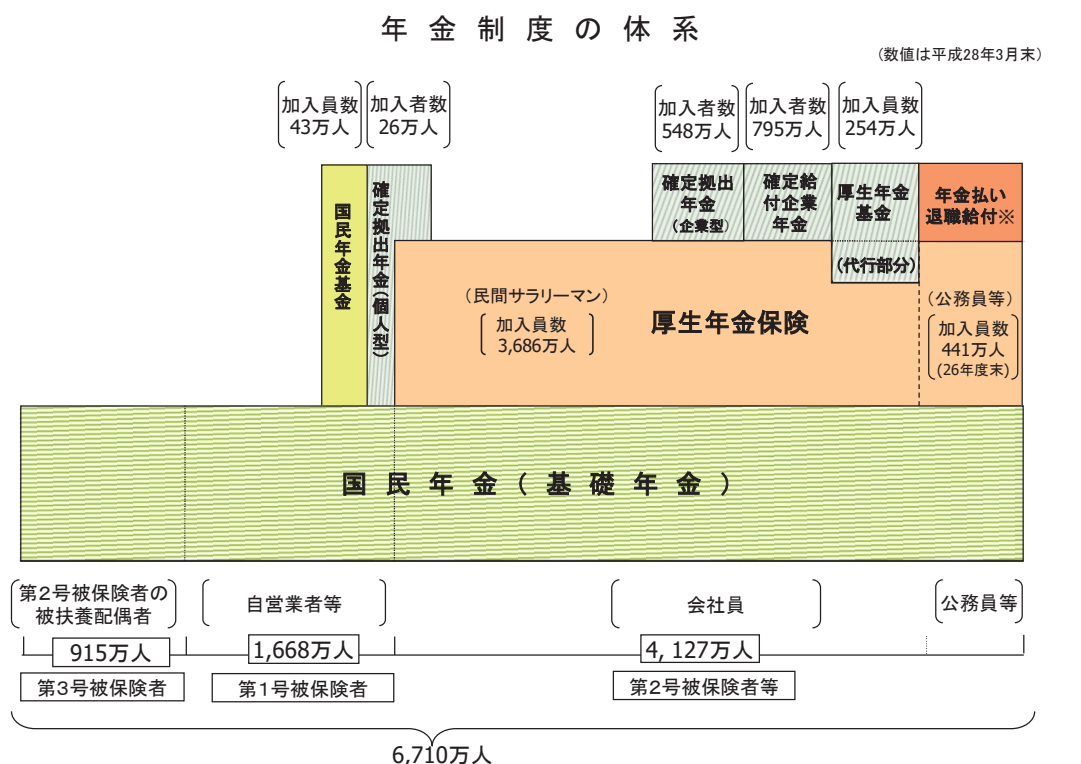 年金制度の体系
（数値は平成28年3月末）
加入員数
43万人
加入者数
26万人
加入者数
548万人
加入者数
795万人
加入員数
254万人
国民年金基金
確定拠出年金（個人型）
確定拠出
年金
（企業型）
確定給
付企業
年金
厚生年金
基金
（代行部分）
年金払い
退職給付※
（民間サラリーマン）
加入員数
3,686万人
厚生年金保険
（公務員等）
加入員数
441万人
(26年度末)
国民年金（基礎年金）
第２号被保険者の
被扶養配偶者
自営業者等
会社員
公務員等
915万人
1,668万人
4,127万人
第３号被保険者
第１号被保険者
第２号被保険者等
6,710万人